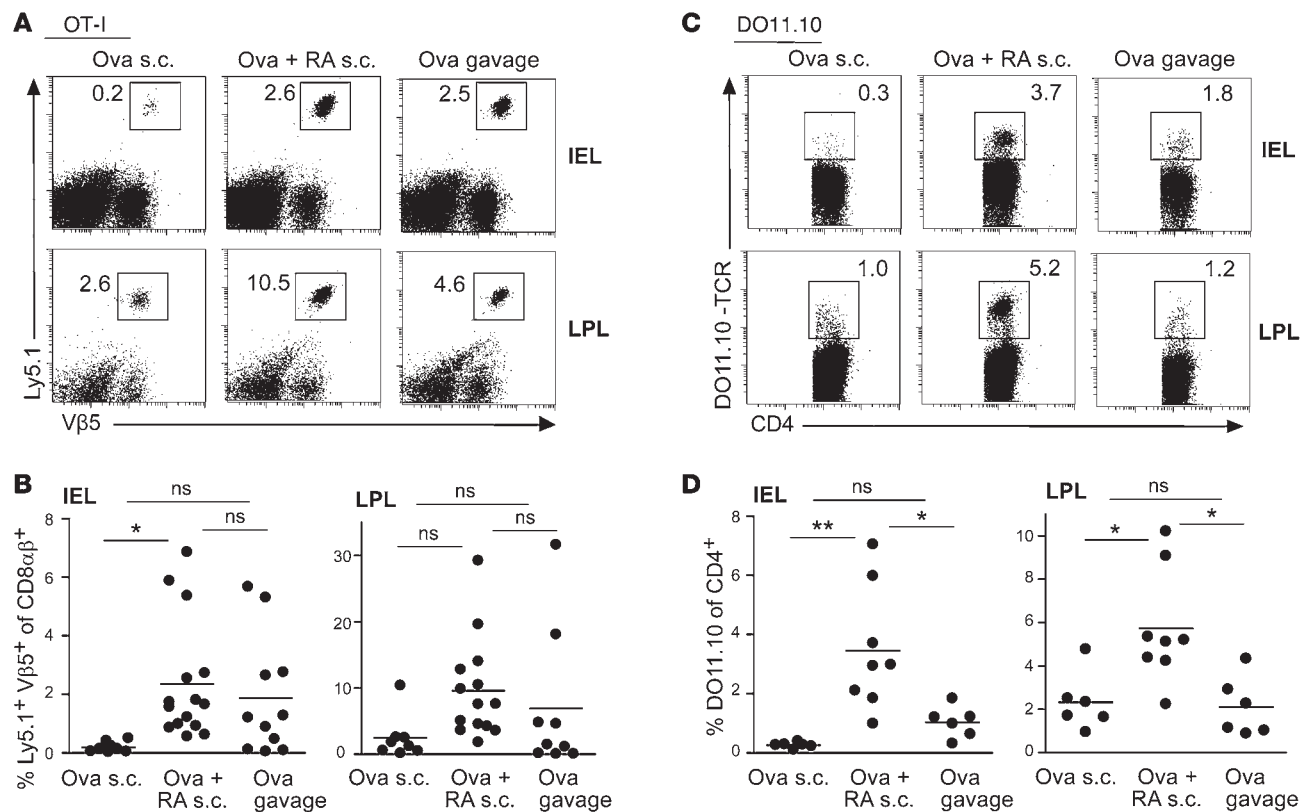 A OT-I
Ova s.c. Ova + RA s.c. Ova gavage
0.2 2.6 2.5
IEL
2.6 10.5 4.6
LPL
Ly5.1
Vβ5
C DO11.10
Ova s.c. Ova + RA s.c. Ova gavage
0.3 3.7 1.8
IEL
1.0 5.2 1.2
LPL
DO11.10 -TCR
CD4
B
% Ly5.1+ Vβ5+ of CD8αβ+
IEL
ns
* ns
8
6
4
2
0
Ova s.c. Ova + RA s.c. Ova gavage
LPL
ns
ns ns
30
20
10
0
Ova s.c. Ova + RA s.c. Ova gavage
D
% DO11.10 of CD4+
IEL
ns
** *
8
6
4
2
0
Ova s.c. Ova + RA s.c. Ova gavage
LPL
ns
* *
10
8
6
4
2
0
Ova s.c. Ova + RA s.c. Ova gavage